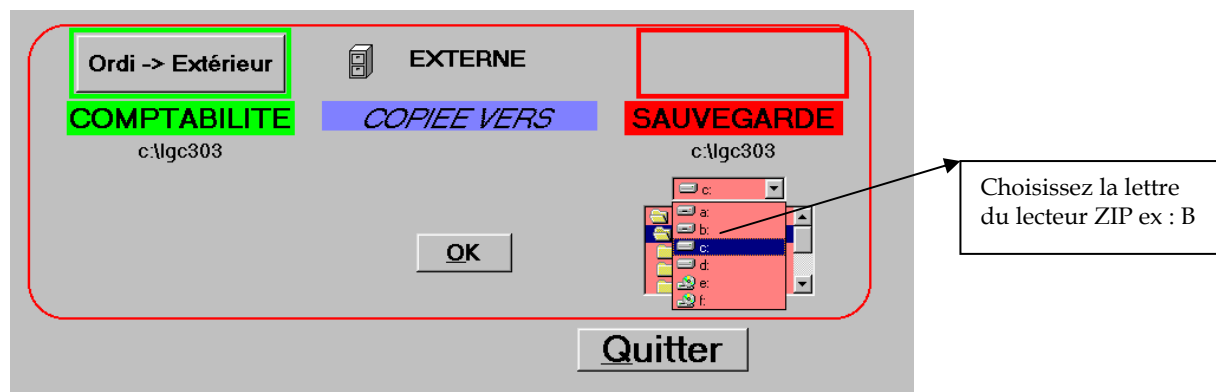 Ordi -> Extérieur
EXTERNE
COMPTABILITE
COPIEE VERS
SAUVEGARDE
c:\lgc303
c:\lgc303
c:
a:
b:
c:
d:
e:
f:
OK
Quitter
Choisissez la lettre
du lecteur ZIP ex : B